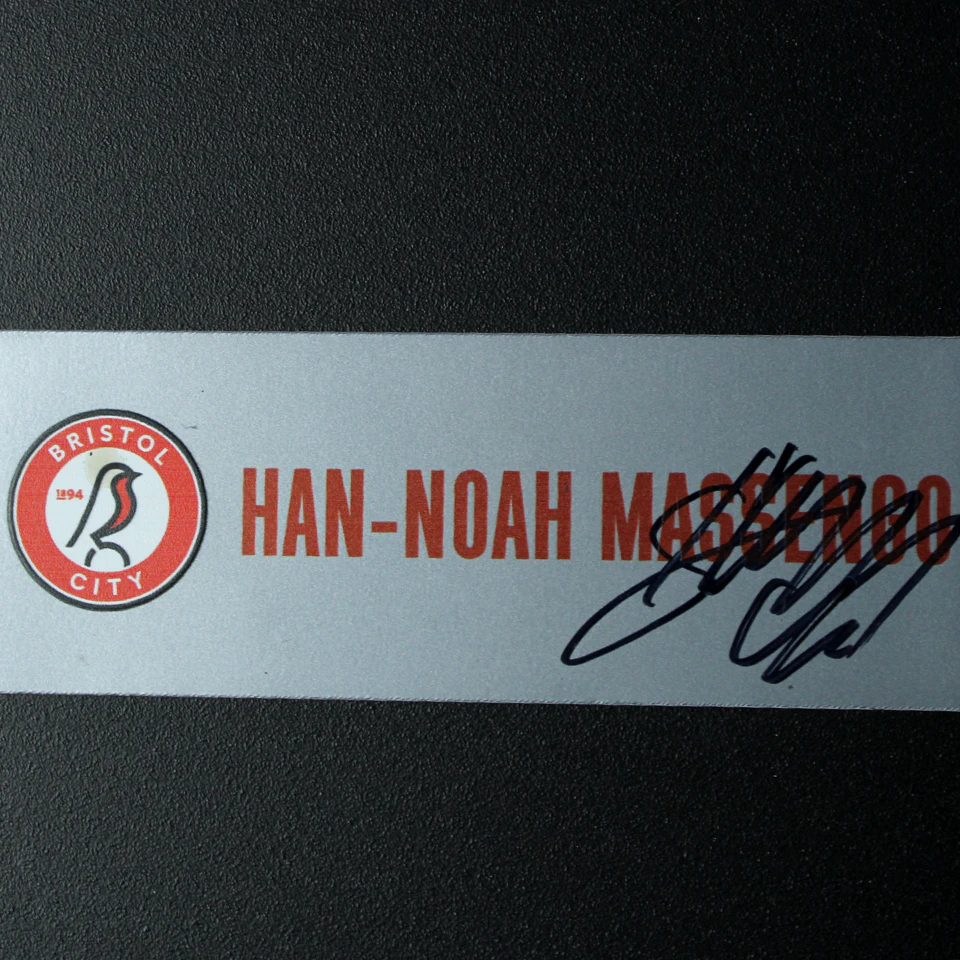 BRISTOL
1894
CITY
HAN-NOAH MASSENGO